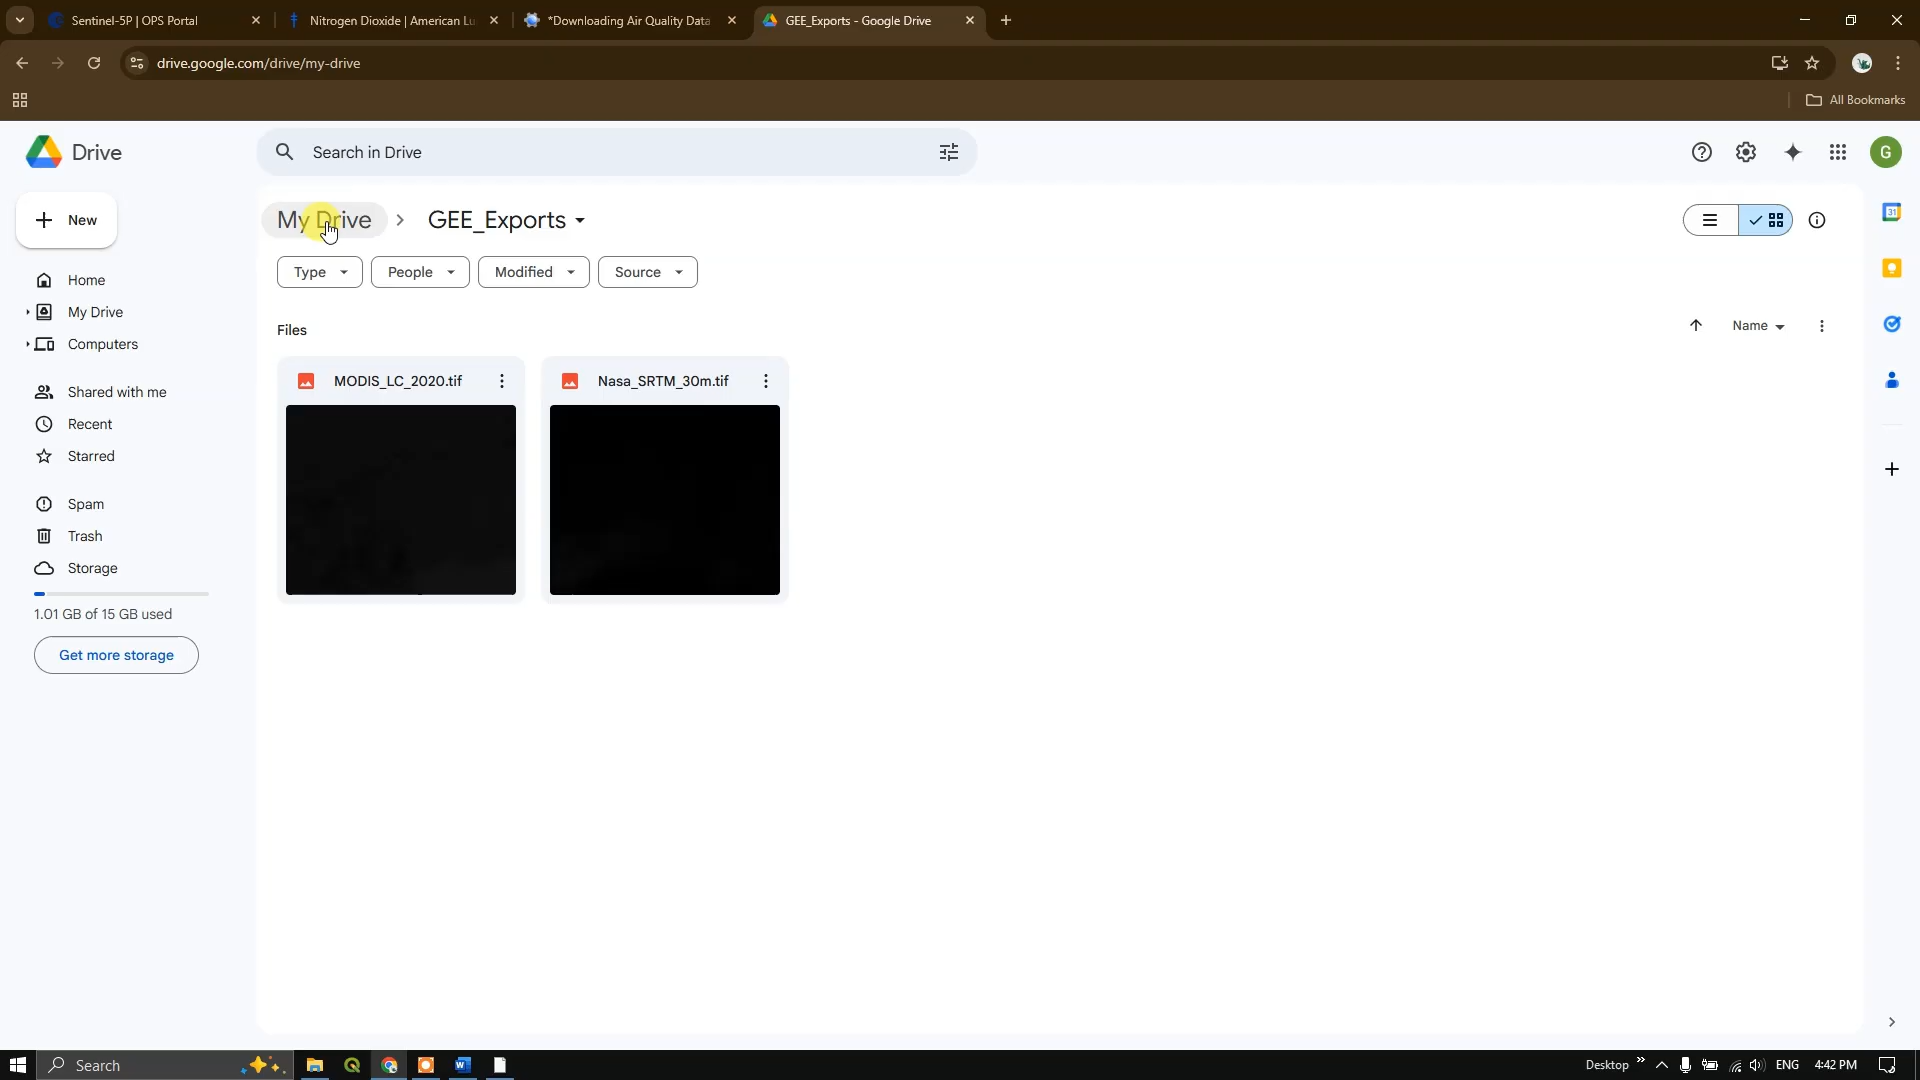 Sentinel-5P | OPS Portal
Nitrogen Dioxide | American Lu
*Downloading Air Quality Data
GEE_Exports - Google Drive
drive.google.com/drive/my-drive
All Bookmarks
Drive
Search in Drive
G
New
My Drive
GEE_Exports
Type
People
Modified
Source
Home
My Drive
Computers
Files
Name
MODIS_LC_2020.tif
Nasa_SRTM_30m.tif
Shared with me
Recent
Starred
Spam
Trash
Storage
1.01 GB of 15 GB used
Get more storage
31
Search
Desktop
ENG
4:42 PM